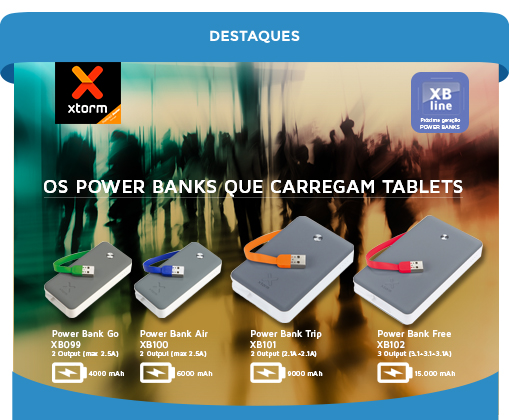 DESTAQUES
xtorm
XB
line
Próxima geração
POWER BANKS
OS POWER BANKS QUE CARREGAM TABLETS
Power Bank Go
XB099
2 Output (max 2.5A)
4000 mAh
Power Bank Air
XB100
2 Output (max 2.5A)
6000 mAh
Power Bank Trip
XB101
2 Output (2.1A-2.1A)
9000 mAh
Power Bank Free
XB102
3 Output (3.1-3.1-3.1A)
15.000 mAh